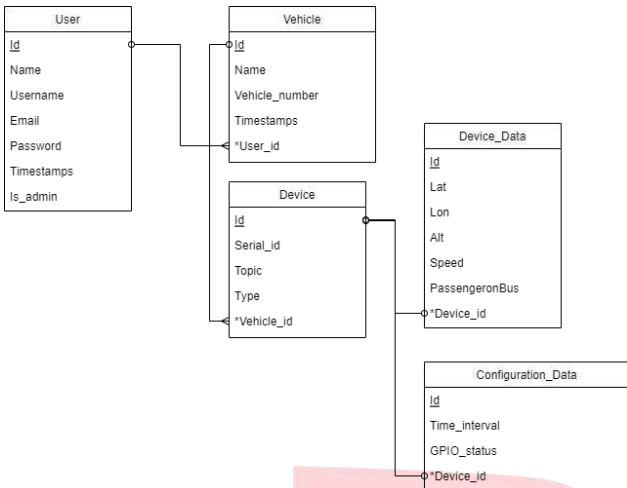 User
Id
Name
Username
Email
Password
Timestamps
Is_admin
Vehicle
Id
Name
Vehicle_number
Timestamps
*User_id
Device
Id
Serial_id
Topic
Type
*Vehicle_id
Device_Data
Id
Lat
Lon
Alt
Speed
PassengeronBus
*Device_id
Configuration_Data
Id
Time_interval
GPIO_status
*Device_id